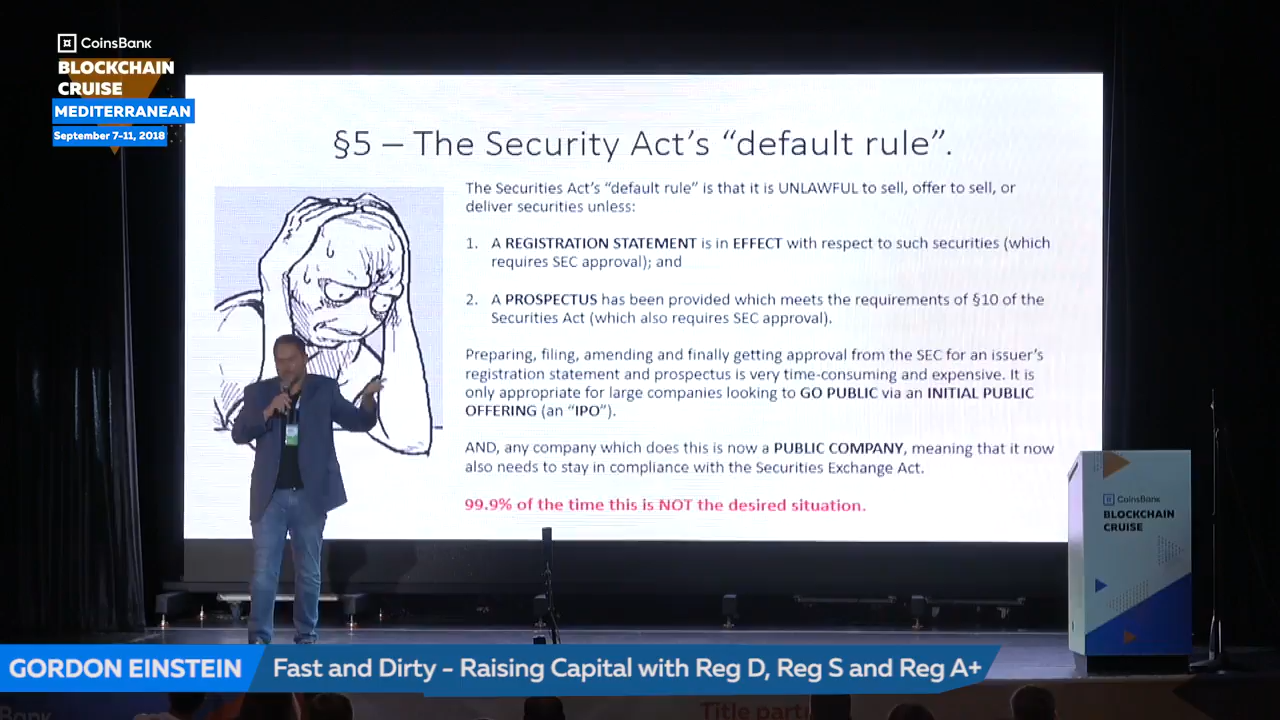 CoinsBank
BLOCKCHAIN
CRUISE
MEDITERRANEAN
September 7-11, 2018
§5 – The Security Act's “default rule”.
The Securities Act's “default rule” is that it is UNLAWFUL to sell, offer to sell, or
deliver securities unless:
1. A REGISTRATION STATEMENT is in EFFECT with respect to such securities (which
requires SEC approval); and
2. A PROSPECTUS has been provided which meets the requirements of §10 of the
Securities Act (which also requires SEC approval).
Preparing, filing, amending and finally getting approval from the SEC for an issuer's
registration statement and prospectus is very time-consuming and expensive. It is
only appropriate for large companies looking to GO PUBLIC via an INITIAL PUBLIC
OFFERING (an “IPO”).
AND, any company which does this is now a PUBLIC COMPANY, meaning that it now
also needs to stay in compliance with the Securities Exchange Act.
99.9% of the time this is NOT the desired situation.
CoinsBank
BLOCKCHAIN
CRUISE
GORDON EINSTEIN
Fast and Dirty – Raising Capital with Reg D, Reg S and Reg A+
Title